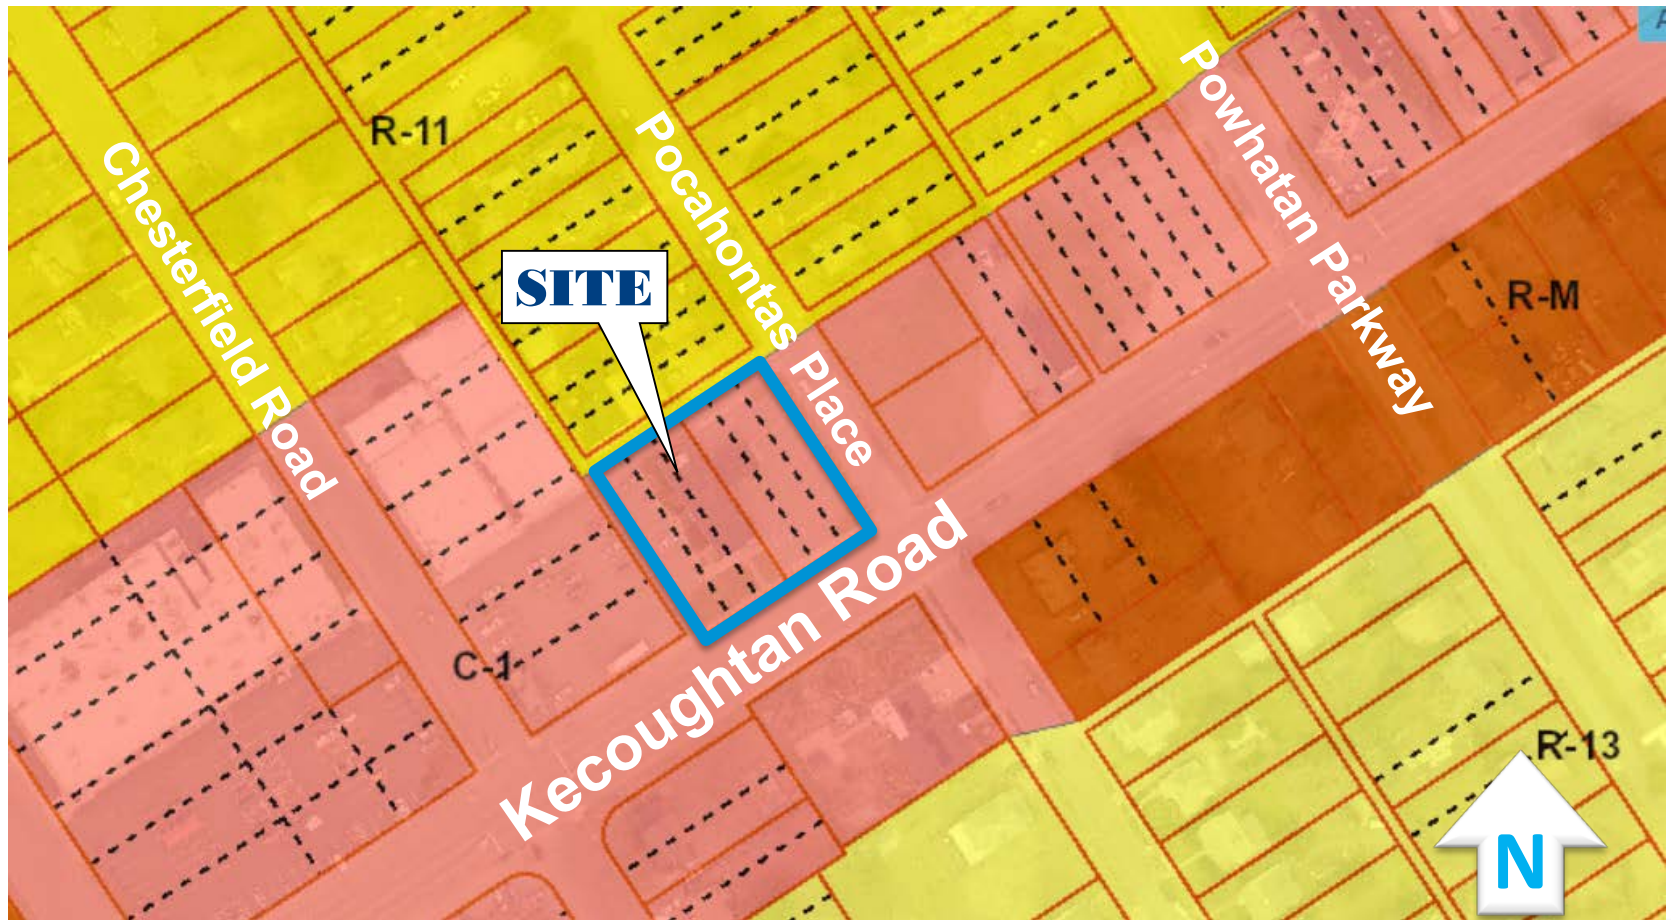 R-11
Chesterfield Road
Pocahontas Place
Powhatan Parkway
SITE
R-M
Kecoughtan Road
C-1
R-13
N